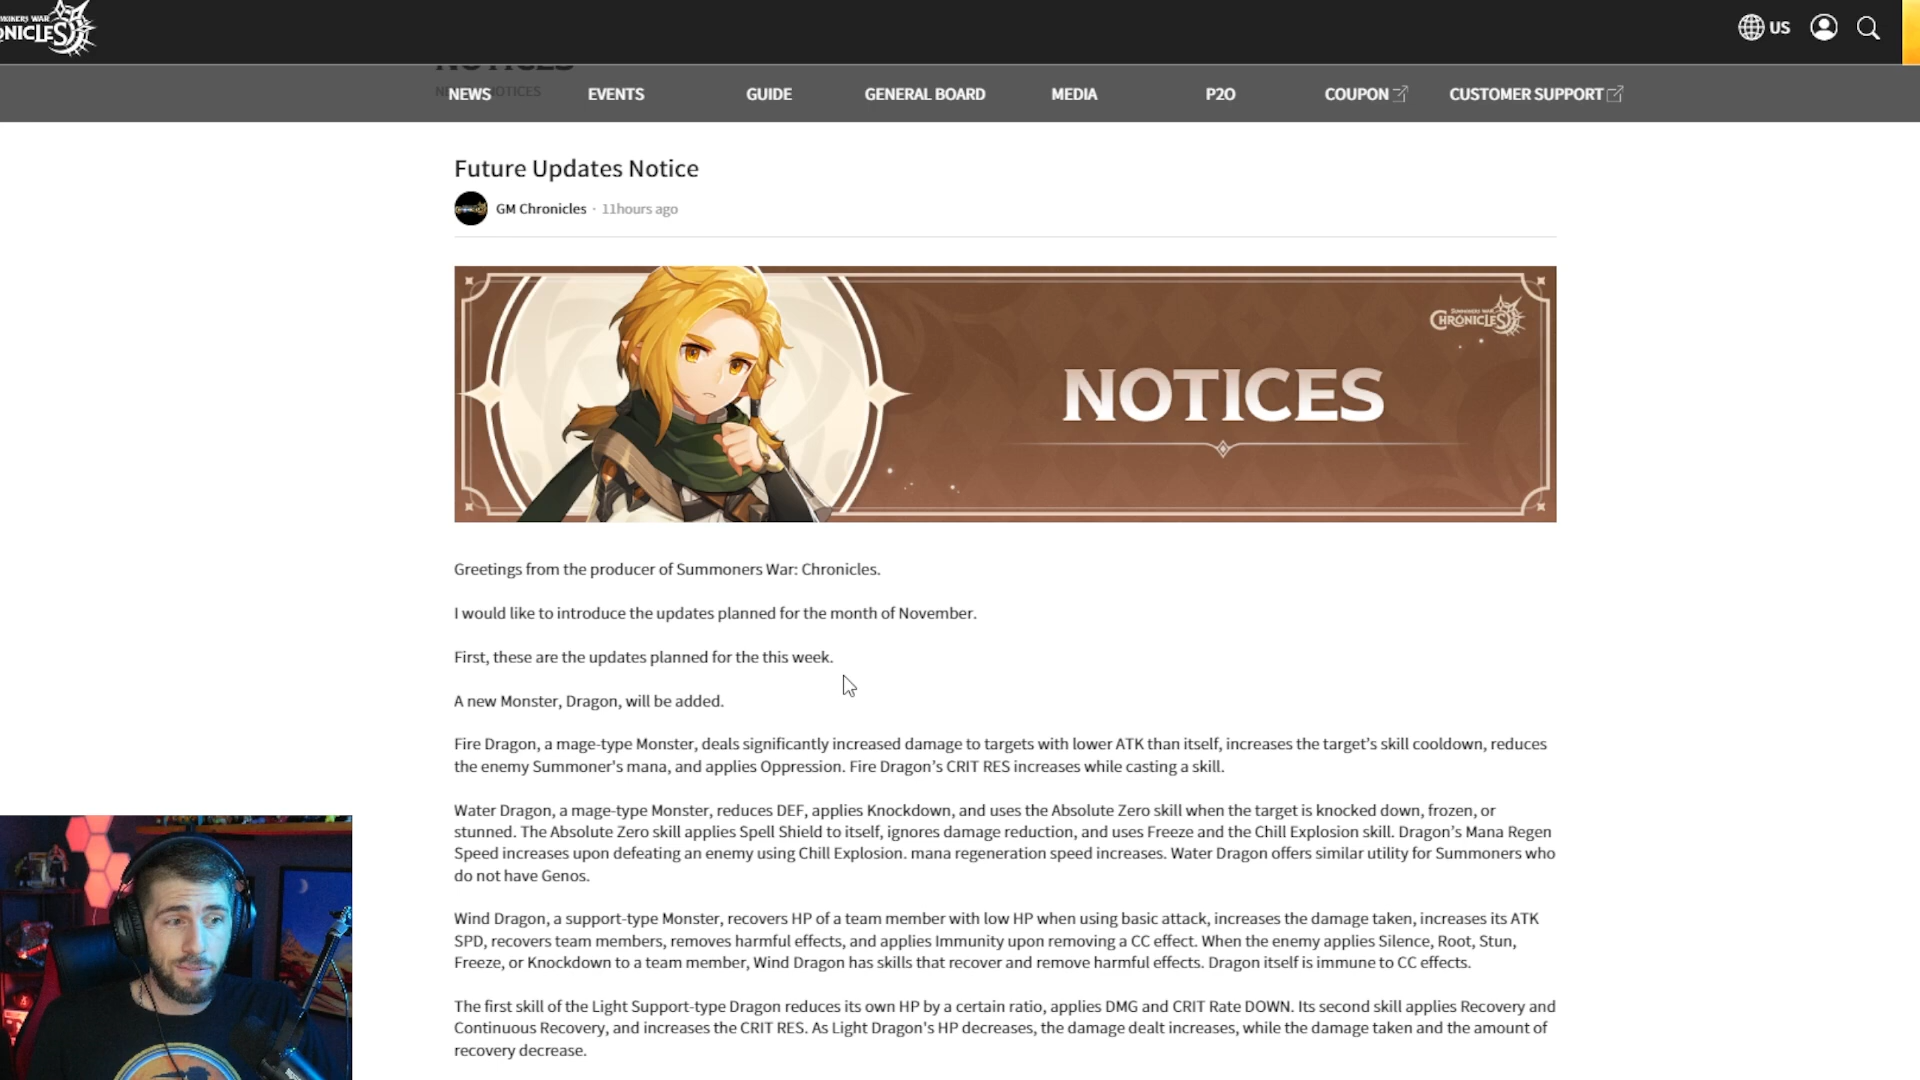 SUMMONERS WAR
CHRONICLES
US
NOTICES
NEWS
NOTICES
EVENTS
GUIDE
GENERAL BOARD
MEDIA
P2O
COUPON
CUSTOMER SUPPORT
Future Updates Notice
GM Chronicles · 11hours ago
SUMMONERS WAR
CHRONICLES
NOTICES
Greetings from the producer of Summoners War: Chronicles.
I would like to introduce the updates planned for the month of November.
First, these are the updates planned for the this week.
A new Monster, Dragon, will be added.
Fire Dragon, a mage-type Monster, deals significantly increased damage to targets with lower ATK than itself, increases the target's skill cooldown, reduces
the enemy Summoner's mana, and applies Oppression. Fire Dragon's CRIT RES increases while casting a skill.
Water Dragon, a mage-type Monster, reduces DEF, applies Knockdown, and uses the Absolute Zero skill when the target is knocked down, frozen, or
stunned. The Absolute Zero skill applies Spell Shield to itself, ignores damage reduction, and uses Freeze and the Chill Explosion skill. Dragon's Mana Regen
Speed increases upon defeating an enemy using Chill Explosion. mana regeneration speed increases. Water Dragon offers similar utility for Summoners who
do not have Genos.
Wind Dragon, a support-type Monster, recovers HP of a team member with low HP when using basic attack, increases the damage taken, increases its ATK
SPD, recovers team members, removes harmful effects, and applies Immunity upon removing a CC effect. When the enemy applies Silence, Root, Stun,
Freeze, or Knockdown to a team member, Wind Dragon has skills that recover and remove harmful effects. Dragon itself is immune to CC effects.
The first skill of the Light Support-type Dragon reduces its own HP by a certain ratio, applies DMG and CRIT Rate DOWN. Its second skill applies Recovery and
Continuous Recovery, and increases the CRIT RES. As Light Dragon's HP decreases, the damage dealt increases, while the damage taken and the amount of
recovery decrease.